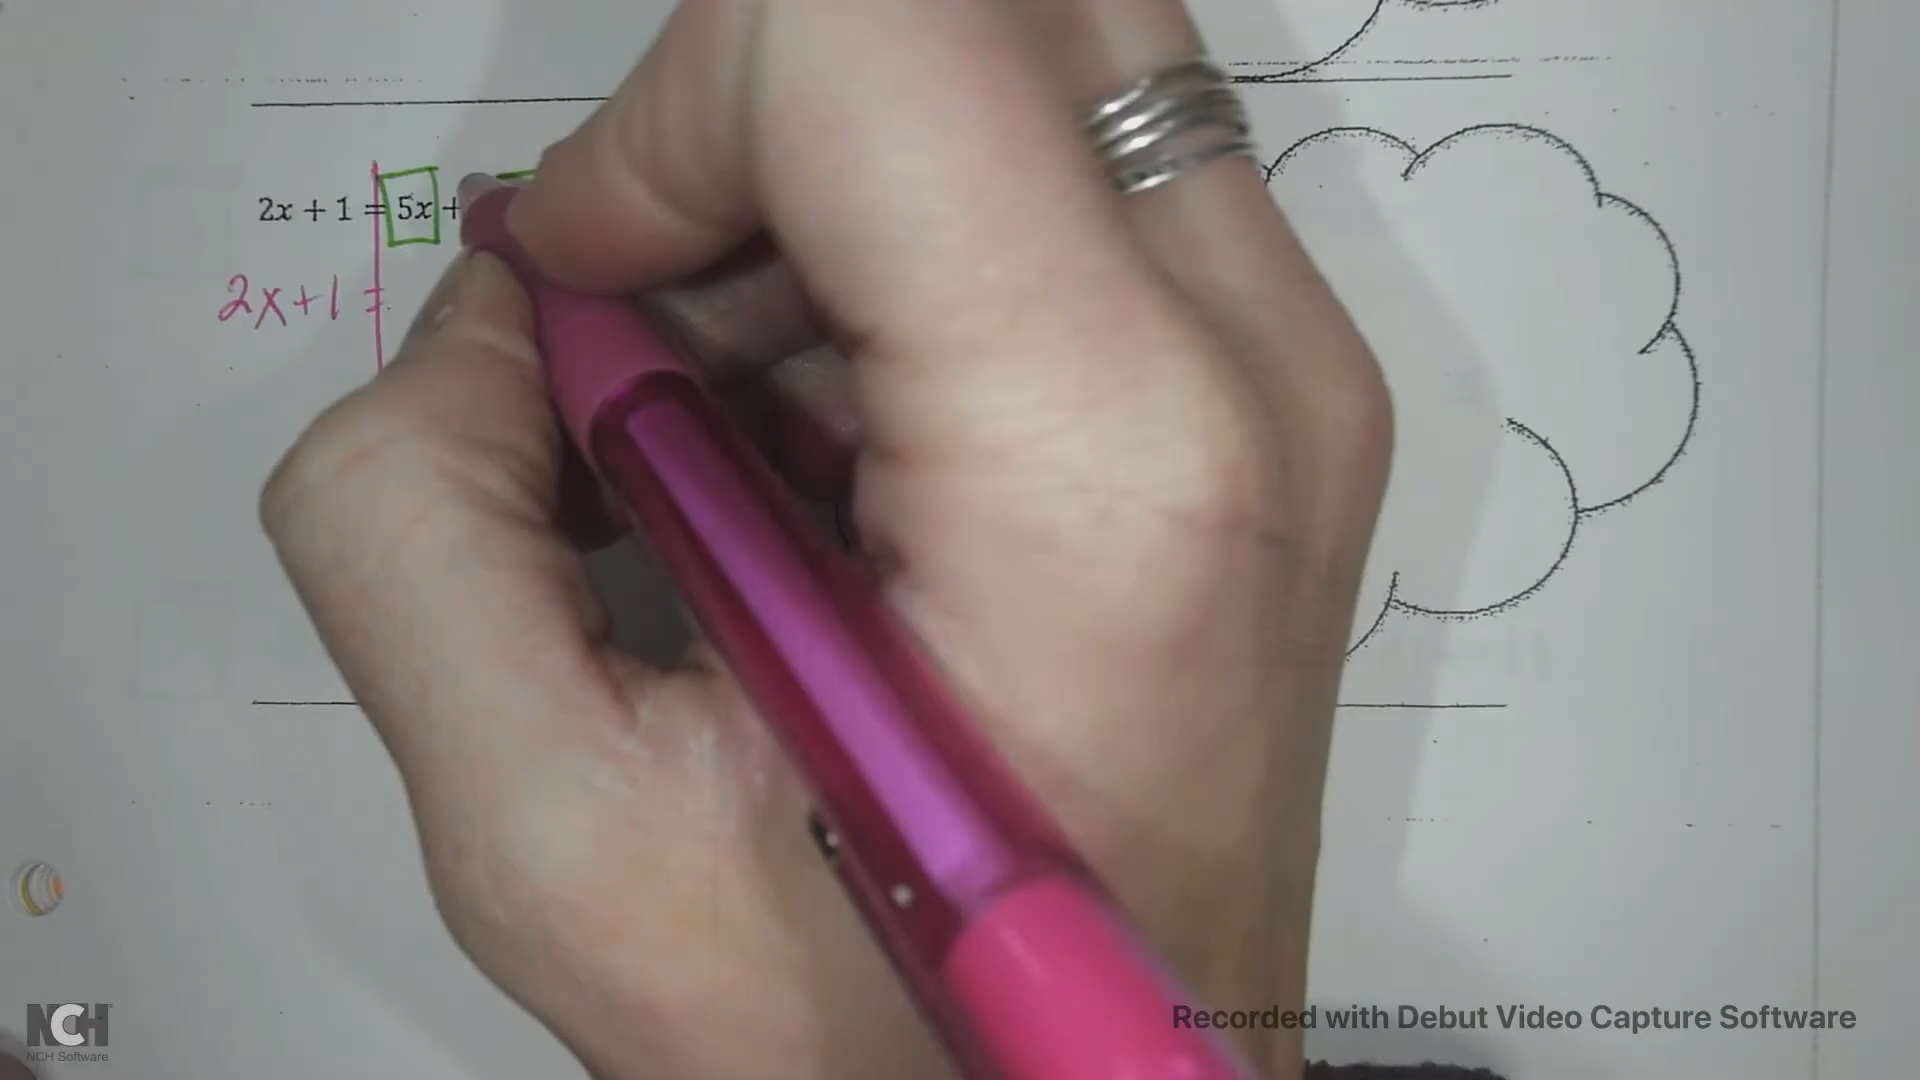 2x + 1 = 5x +
2x+1 =
NCH
NCH Software
Recorded with Debut Video Capture Software